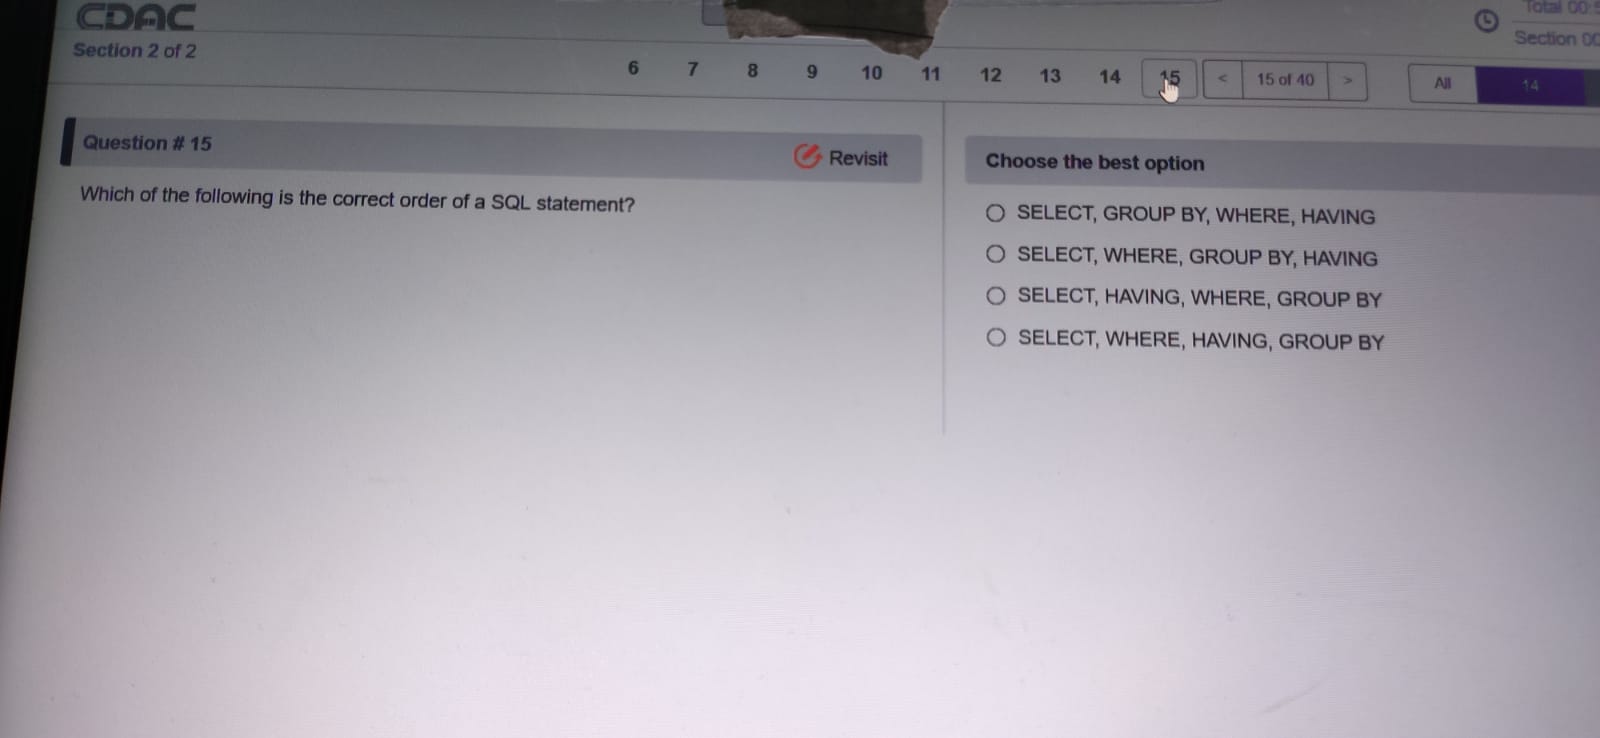 CDAC
Section 2 of 2
Total 00:5
Section 00
6 7 8 9 10 11 12 13 14 15 < 15 of 40 > All 14
Question # 15
Revisit
Which of the following is the correct order of a SQL statement?
Choose the best option
SELECT, GROUP BY, WHERE, HAVING
SELECT, WHERE, GROUP BY, HAVING
SELECT, HAVING, WHERE, GROUP BY
SELECT, WHERE, HAVING, GROUP BY